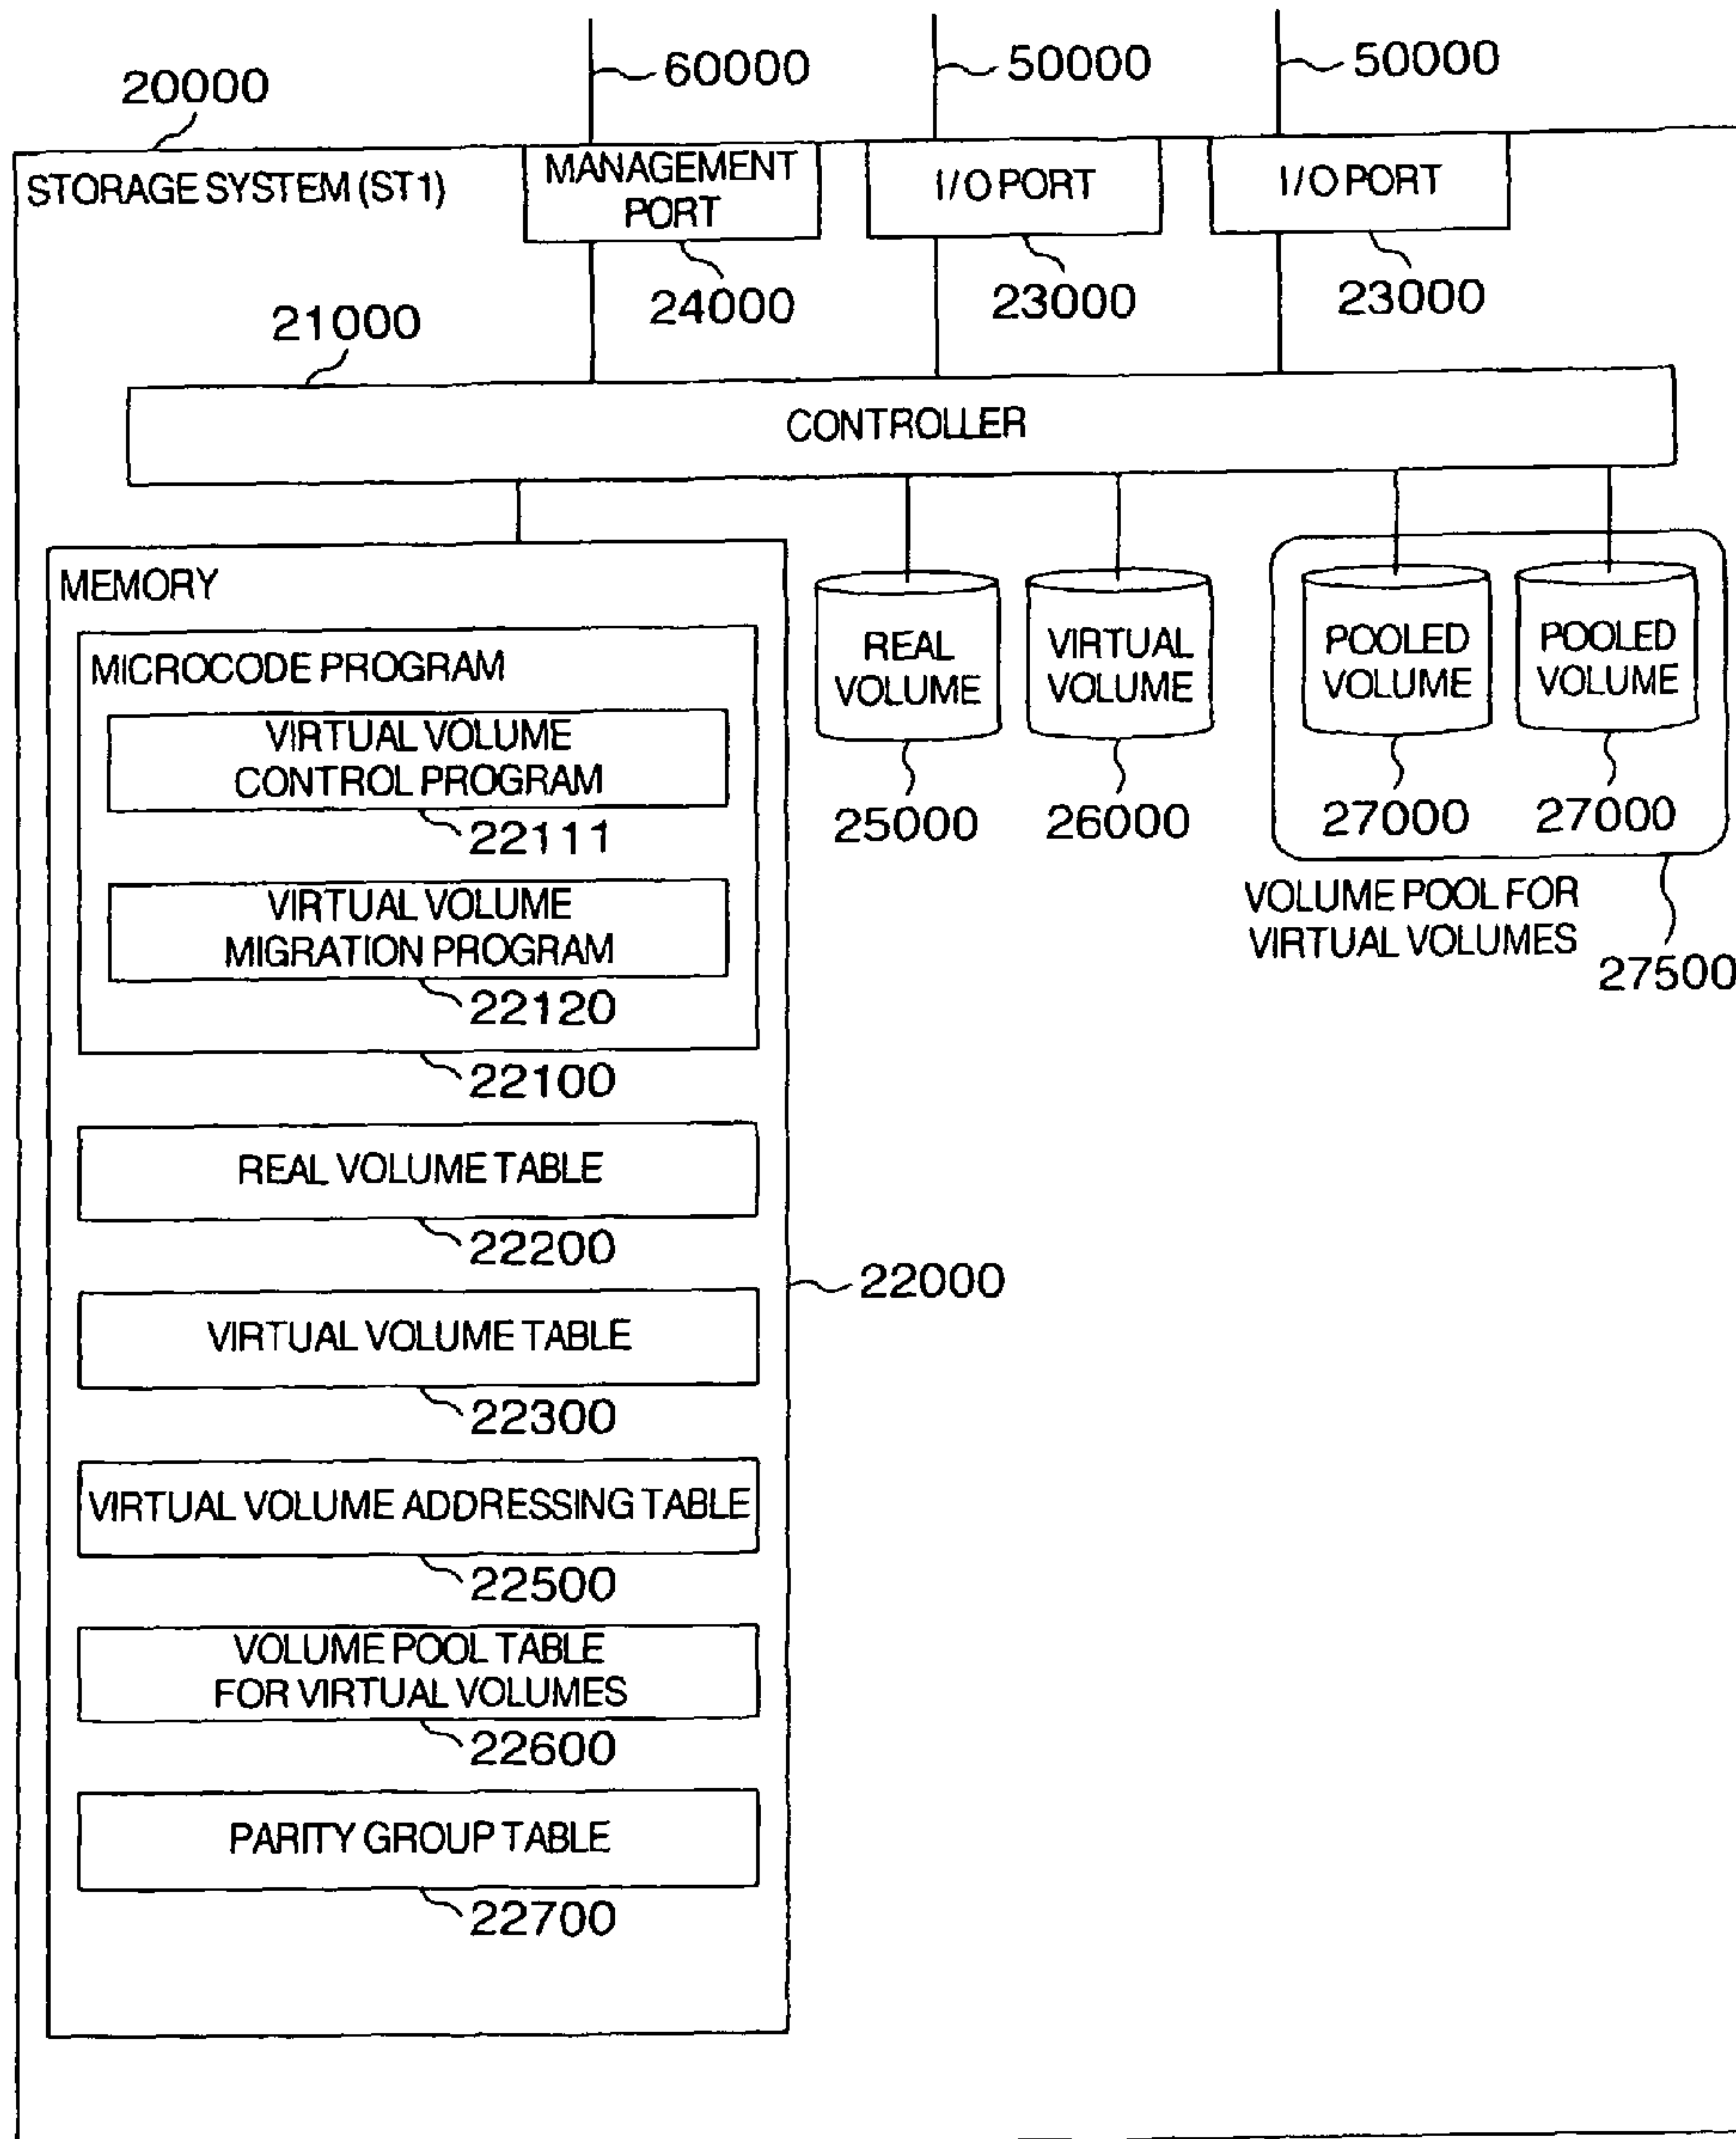 60000
50000
50000
20000
STORAGE SYSTEM (ST1)
MANAGEMENT
PORT
I/O PORT
I/O PORT
24000
23000
23000
21000
CONTROLLER
MEMORY
MICROCODE PROGRAM
VIRTUAL VOLUME
CONTROL PROGRAM
22111
VIRTUAL VOLUME
MIGRATION PROGRAM
22120
22100
REAL VOLUME TABLE
22200
VIRTUAL VOLUME TABLE
22300
VIRTUAL VOLUME ADDRESSING TABLE
22500
VOLUME POOL TABLE
FOR VIRTUAL VOLUMES
22600
PARITY GROUP TABLE
22700
22000
REAL
VOLUME
25000
VIRTUAL
VOLUME
26000
POOLED
VOLUME
27000
POOLED
VOLUME
27000
VOLUME POOL FOR
VIRTUAL VOLUMES
27500